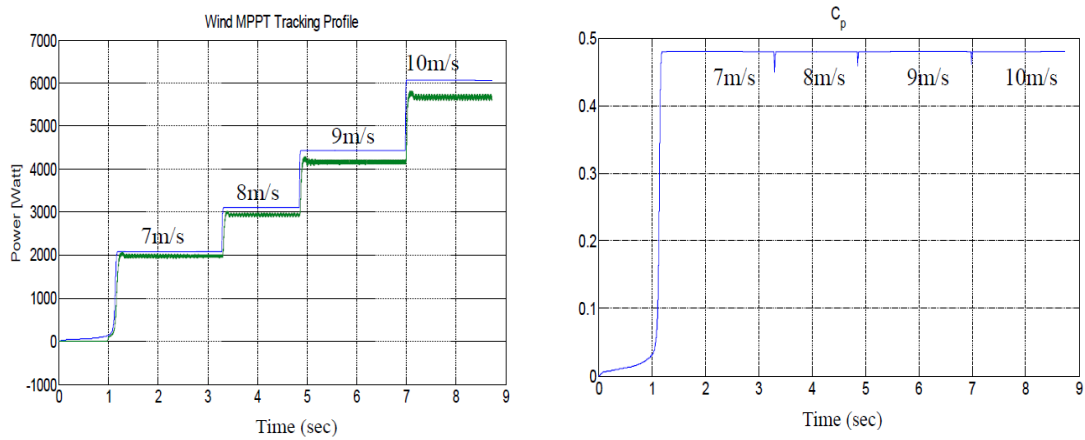 Wind MPPT Tracking Profile
7000
6000
5000
4000
3000
2000
1000
0
-1000
Power [Watt]
7m/s
8m/s
9m/s
10m/s
0 1 2 3 4 5 6 7 8 9
Time (sec)
Cp
0.5
0.4
0.3
0.2
0.1
0
7m/s 8m/s 9m/s 10m/s
0 1 2 3 4 5 6 7 8 9
Time (sec)